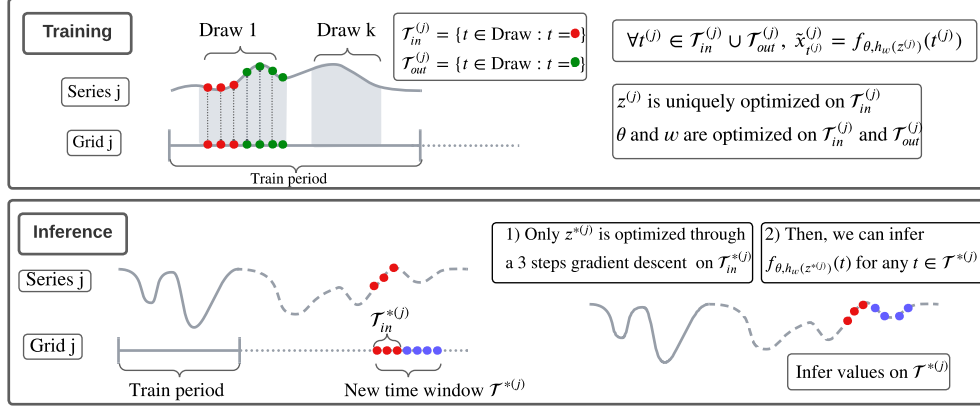 Training
Draw 1
Draw k
𝒯_in^(j) = {t ∈ Draw : t = ●}
𝒯_out^(j) = {t ∈ Draw : t = ●}
Series j
Grid j
Train period
∀t^(j) ∈ 𝒯_in^(j) ∪ 𝒯_out^(j), x̃_{t^(j)}^(j) = f_{θ,h_w(z^(j))}(t^(j))
z^(j) is uniquely optimized on 𝒯_in^(j)
θ and w are optimized on 𝒯_in^(j) and 𝒯_out^(j)
Inference
Series j
𝒯_in^*(j)
Grid j
Train period
New time window 𝒯^*(j)
1) Only z^*(j) is optimized through
a 3 steps gradient descent on 𝒯_in^*(j)
2) Then, we can infer
f_{θ,h_w(z^*(j))}(t) for any t ∈ 𝒯^*(j)
Infer values on 𝒯^*(j)